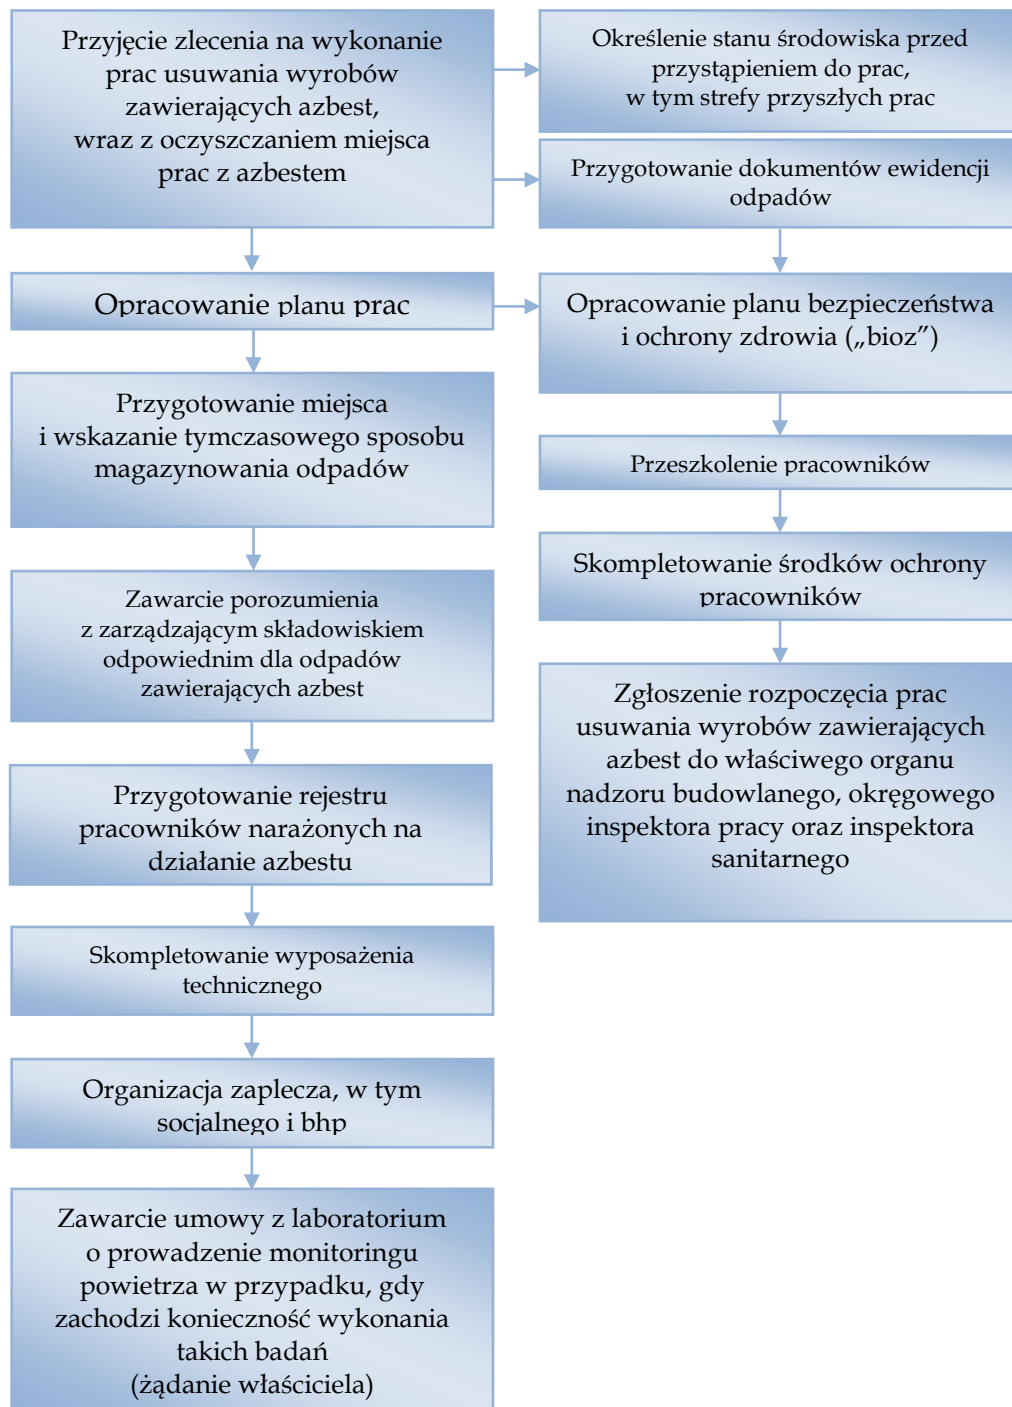 Przyjęcie zlecenia na wykonanie
prac usuwania wyrobów
zawierających azbest,
wraz z oczyszczaniem miejsca
prac z azbestem
Określenie stanu środowiska przed
przystąpieniem do prac,
w tym strefy przyszłych prac
Przygotowanie dokumentów ewidencji
odpadów
Opracowanie planu prac
Opracowanie planu bezpieczeństwa
i ochrony zdrowia („bioz”)
Przygotowanie miejsca
i wskazanie tymczasowego sposobu
magazynowania odpadów
Przeszkolenie pracowników
Skompletowanie środków ochrony
pracowników
Zawarcie porozumienia
z zarządzającym składowiskiem
odpowiednim dla odpadów
zawierających azbest
Zgłoszenie rozpoczęcia prac
usuwania wyrobów zawierających
azbest do właściwego organu
nadzoru budowlanego, okręgowego
inspektora pracy oraz inspektora
sanitarnego
Przygotowanie rejestru
pracowników narażonych na
działanie azbestu
Skompletowanie wyposażenia
technicznego
Organizacja zaplecza, w tym
socjalnego i bhp
Zawarcie umowy z laboratorium
o prowadzenie monitoringu
powietrza w przypadku, gdy
zachodzi konieczność wykonania
takich badań
(żądanie właściciela)